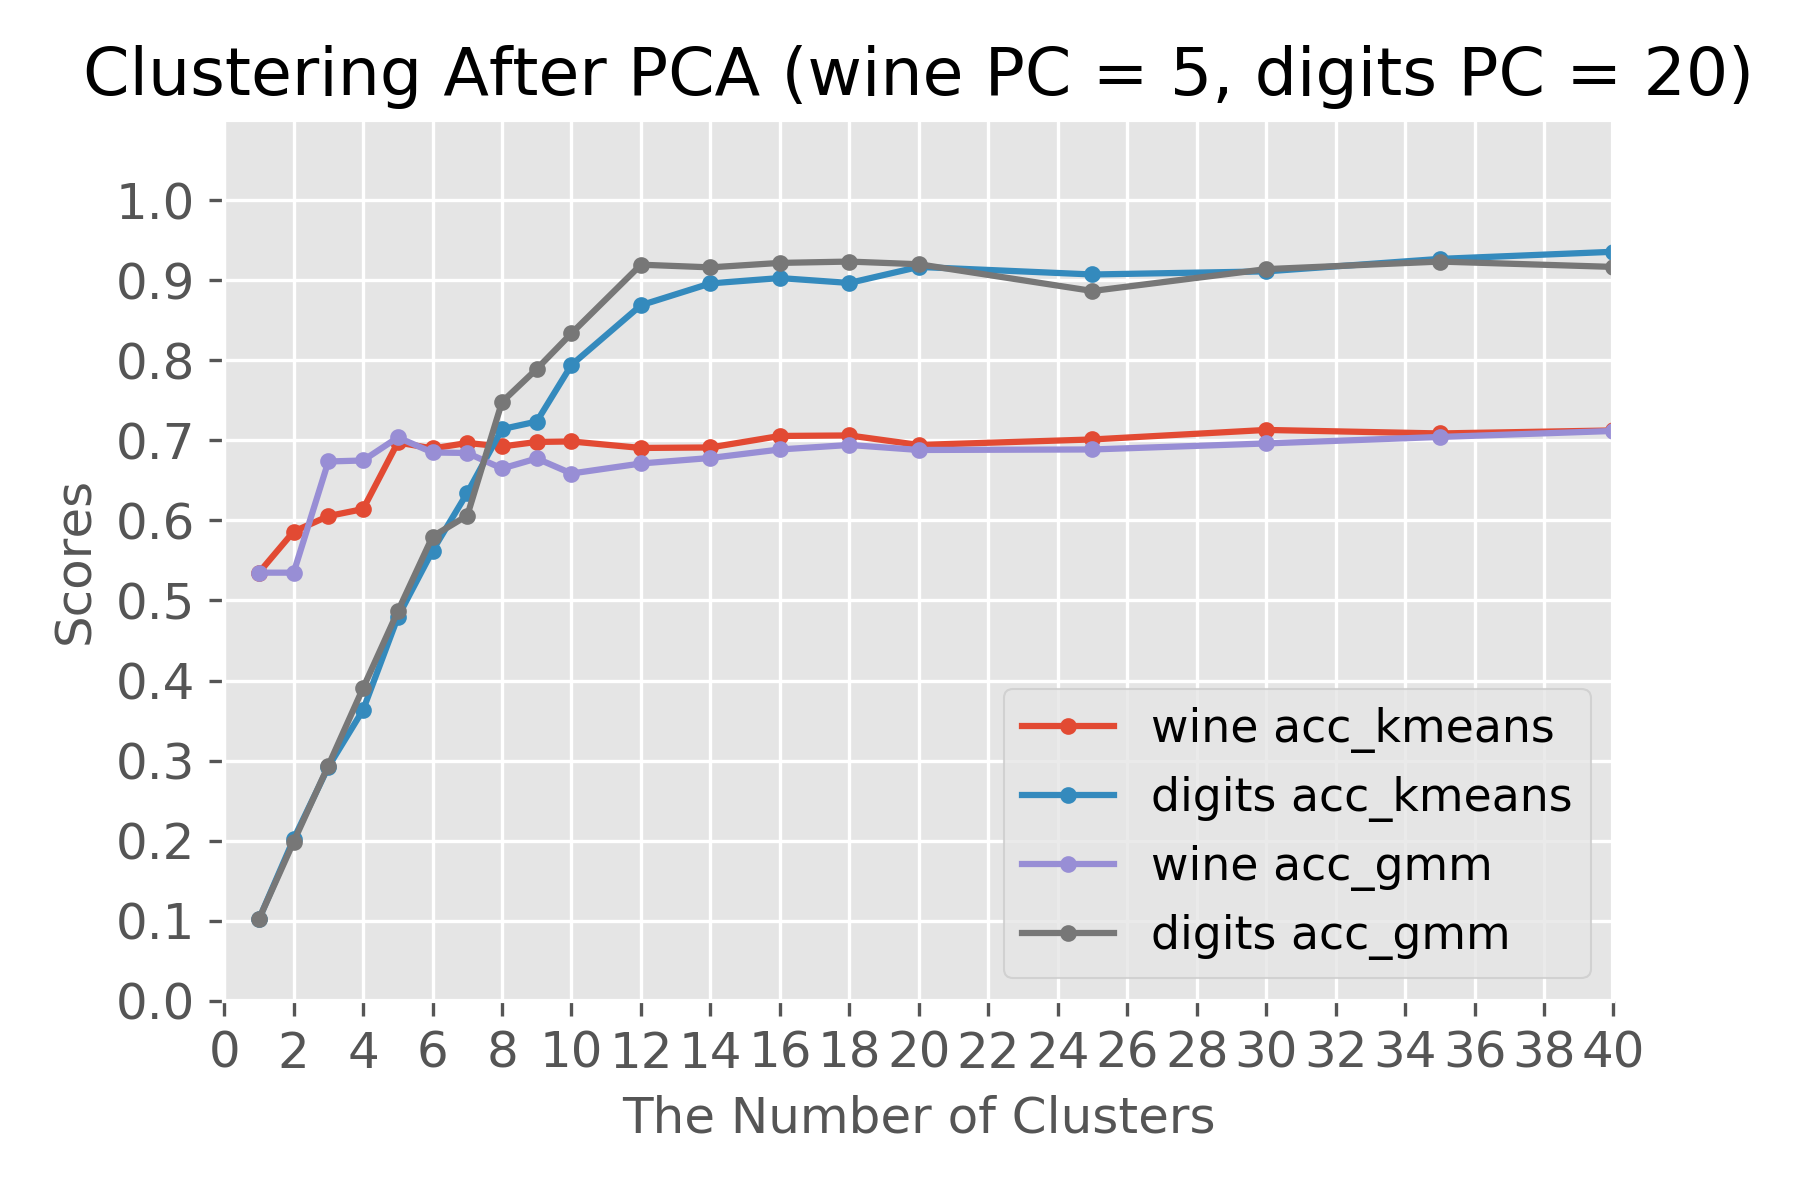 Clustering After PCA (wine PC = 5, digits PC = 20)
1.0
0.9
0.8
0.7
0.6
0.5
0.4
0.3
0.2
0.1
0.0
Scores
wine acc_kmeans
digits acc_kmeans
wine acc_gmm
digits acc_gmm
0 2 4 6 8 10 12 14 16 18 20 22 24 26 28 30 32 34 36 38 40
The Number of Clusters